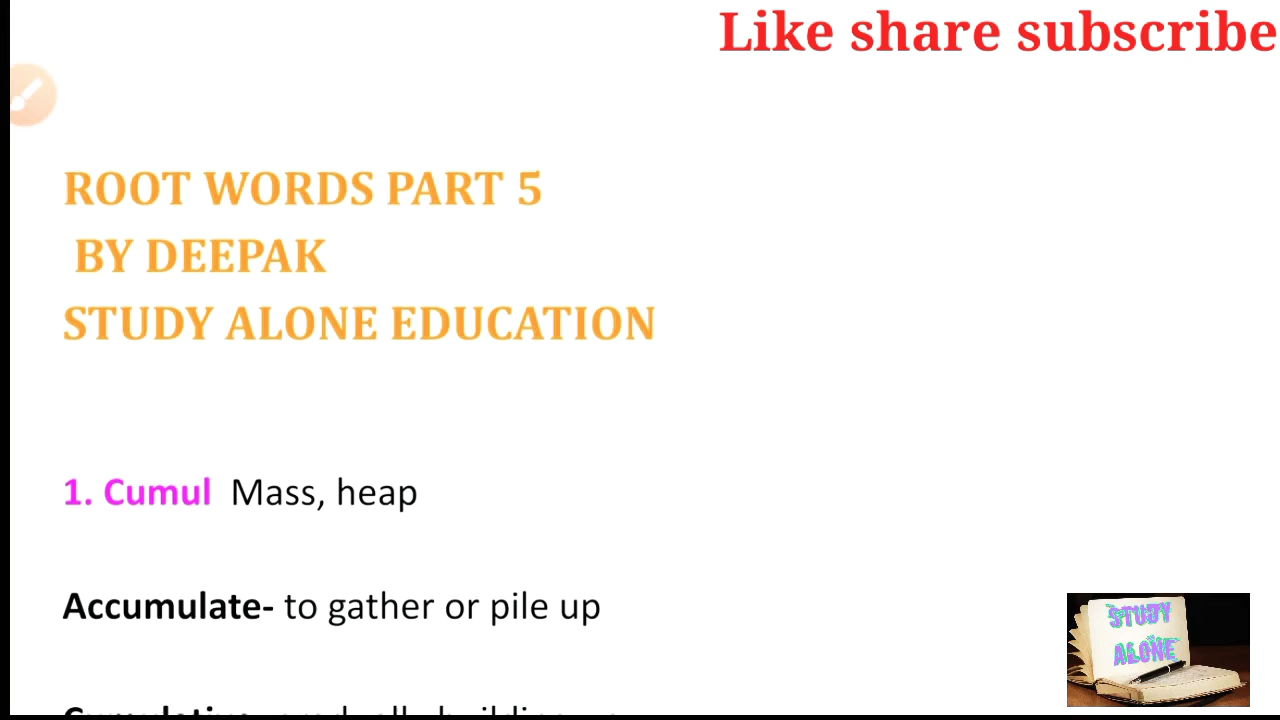 Like share subscribe
ROOT WORDS PART 5
BY DEEPAK
STUDY ALONE EDUCATION
1. Cumul Mass, heap
Accumulate- to gather or pile up
STUDY
ALONE